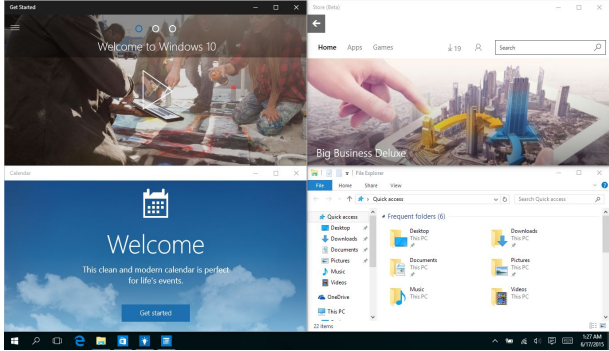 Get Started
Welcome to Windows 10
Store (Beta)
Home Apps Games 19 Search
Big Business Deluxe
Calendar
Welcome
This clean and modern calendar is perfect
for life's events.
Get started
File Explorer
File Home Share View
Quick access Search Quick access
Quick access
Desktop
Downloads
Documents
Pictures
Music
Videos
OneDrive
This PC
Frequent folders (6)
Desktop
This PC
Downloads
This PC
Documents
This PC
Pictures
This PC
Music
This PC
Videos
This PC
22 items
1:27 AM
6/17/2015